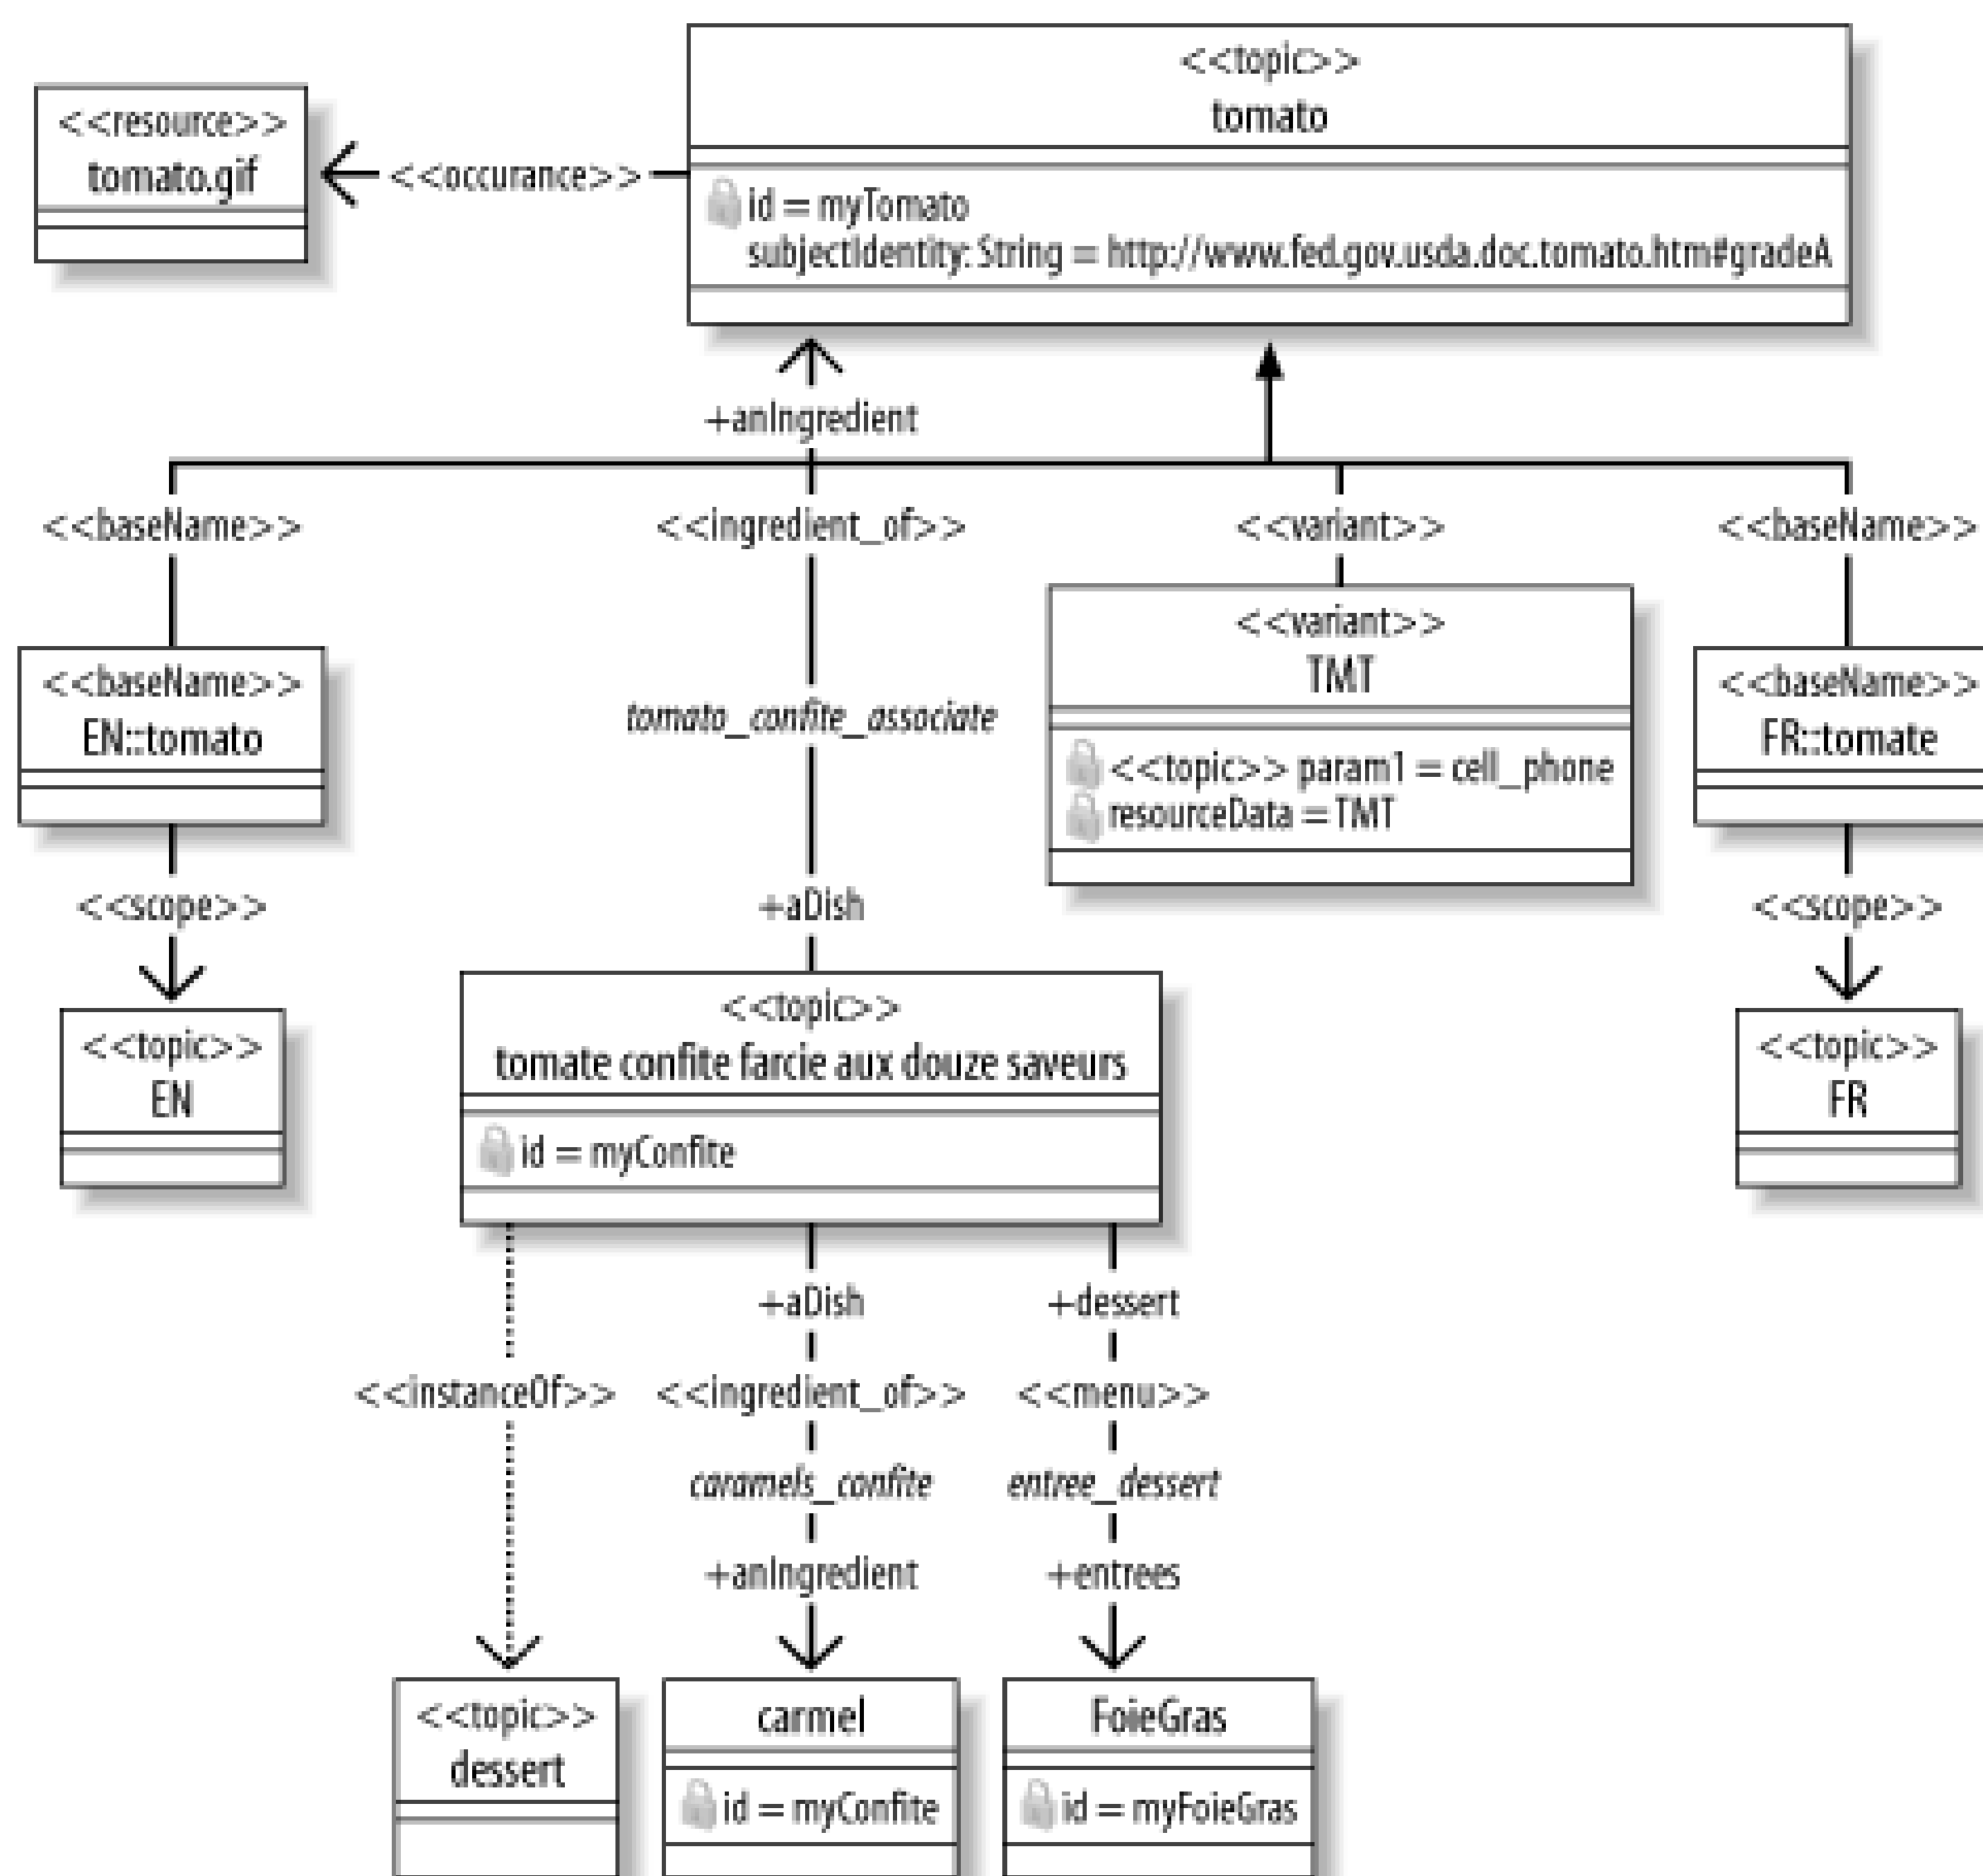 <<topic>>
tomato
<<resource>>
tomato.gif
<<occurance>>
id = myTomato
subjectIdentity: String = http://www.fed.gov.usda.doc.tomato.htm#gradeA
+anIngredient
<<baseName>>
<<ingredient_of>>
<<variant>>
<<baseName>>
<<baseName>>
EN::tomato
tomato_confite_associate
<<variant>>
TMT
<<topic>> param1 = cell_phone
resourceData = TMT
<<baseName>>
FR::tomate
<<scope>>
+aDish
<<scope>>
<<topic>>
EN
<<topic>>
tomate confite farcie aux douze saveurs
id = myConfite
<<topic>>
FR
+aDish
+dessert
<<instanceOf>>
<<ingredient_of>>
<<menu>>
caramels_confite
entree_dessert
+anIngredient
+entrees
<<topic>>
dessert
carmel
id = myConfite
FoieGras
id = myFoieGras